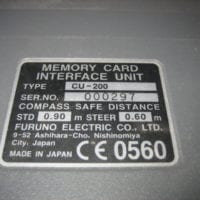 MEMORY CARD
INTERFACE UNIT
TYPE CU-200
SER.NO. 000297
COMPASS SAFE DISTANCE
STD 0.90 m STEER 0.60 m
FURUNO ELECTRIC CO., LTD.
9-52 Ashihara-Cho, Nishinomiya
City, Japan
MADE IN JAPAN CE 0560